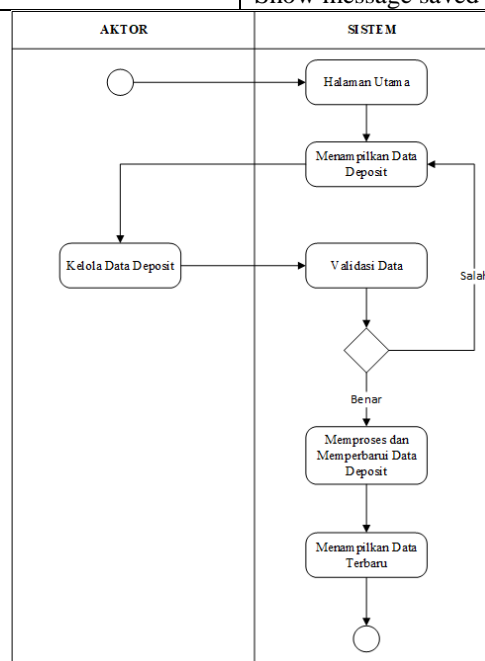 Show message saved
AKTOR
SISTEM
Halaman Utama
Menampilkan Data
Deposit
Kelola Data Deposit
Validasi Data
Salah
Benar
Memproses dan
Memperbarui Data
Deposit
Menampilkan Data
Terbaru